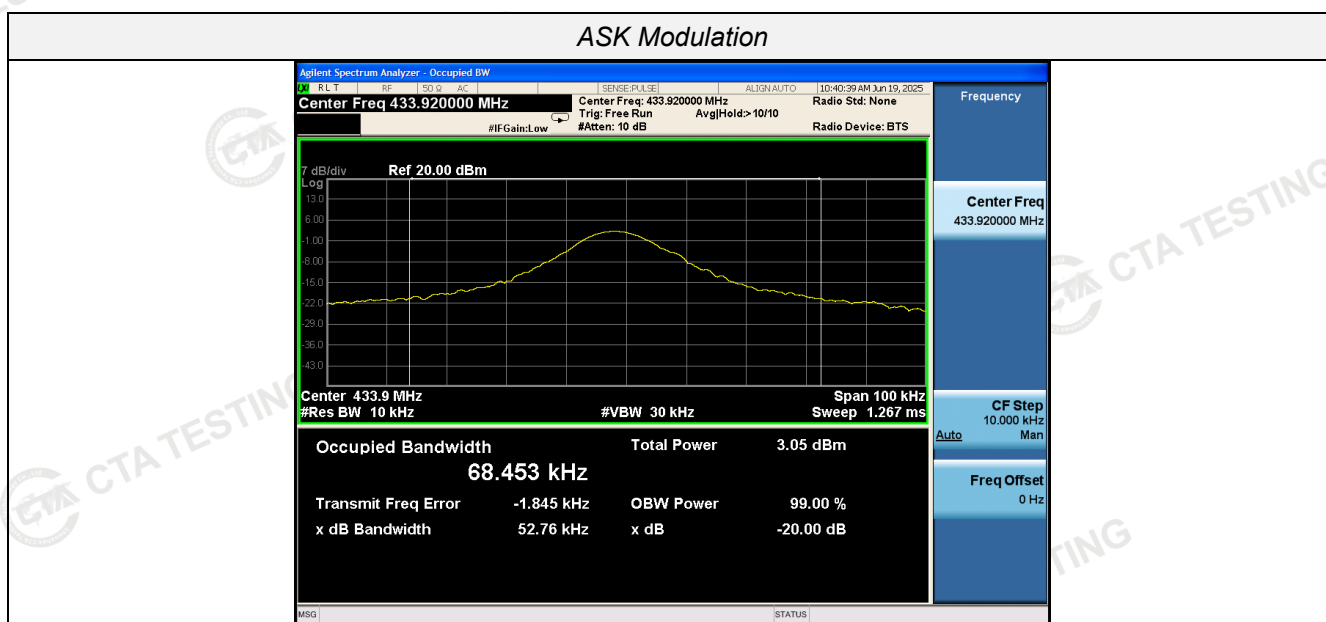 ASK Modulation
Agilent Spectrum Analyzer - Occupied BW
LXI RL T RF 50 Ω AC SENSE:PULSE ALIGN AUTO 10:40:39 AM Jun 19, 2025
Center Freq 433.920000 MHz
Center Freq: 433.920000 MHz Radio Std: None
Trig: Free Run Avg|Hold:>10/10
#IFGain:Low #Atten: 10 dB Radio Device: BTS
7 dB/div Ref 20.00 dBm
Log
13.0
6.00
-1.00
-8.00
-15.0
-22.0
-29.0
-36.0
-43.0
Center 433.9 MHz Span 100 kHz
#Res BW 10 kHz #VBW 30 kHz Sweep 1.267 ms
Occupied Bandwidth Total Power 3.05 dBm
68.453 kHz
Transmit Freq Error -1.845 kHz OBW Power 99.00 %
x dB Bandwidth 52.76 kHz x dB -20.00 dB
MSG STATUS
Frequency
Center Freq
433.920000 MHz
CF Step
10.000 kHz
Auto Man
Freq Offset
0 Hz
CTA TESTING
CTA TESTING
CTA
TING